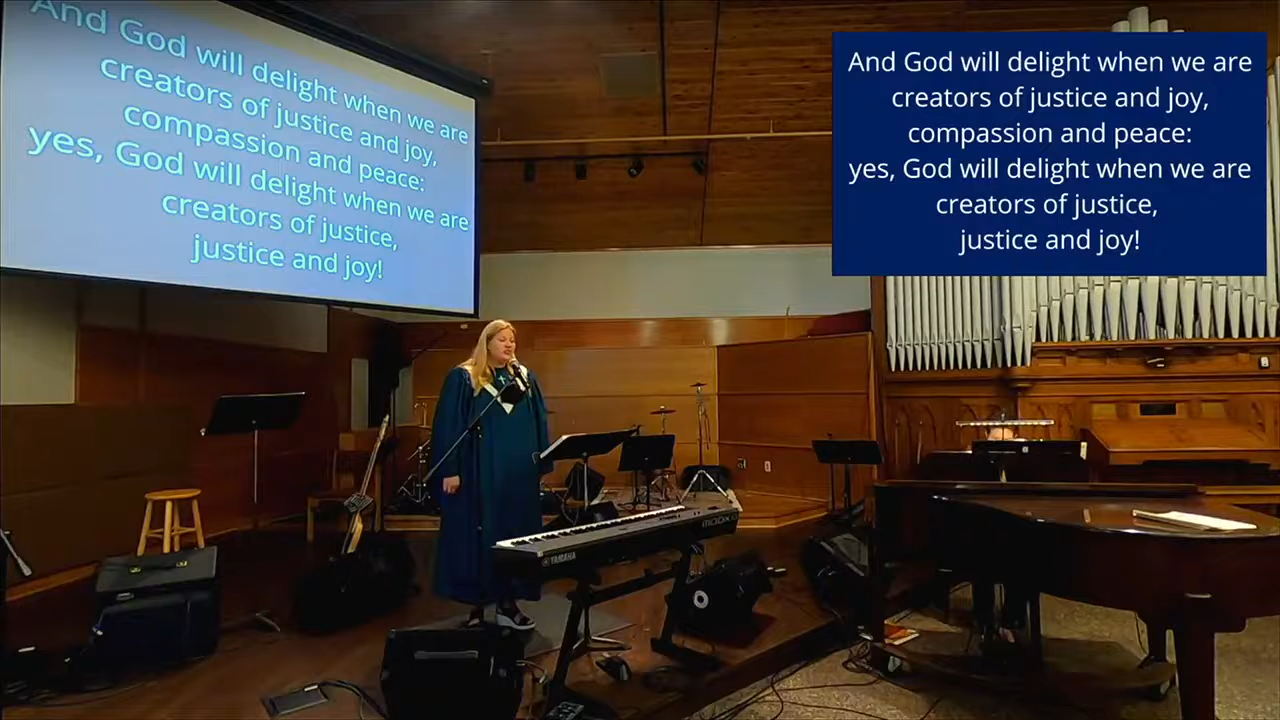 And God will delight when we are
creators of justice and joy,
compassion and peace:
yes, God will delight when we are
creators of justice,
justice and joy!
And God will delight when we are
creators of justice and joy,
compassion and peace:
yes, God will delight when we are
creators of justice,
justice and joy!
YAMAHA